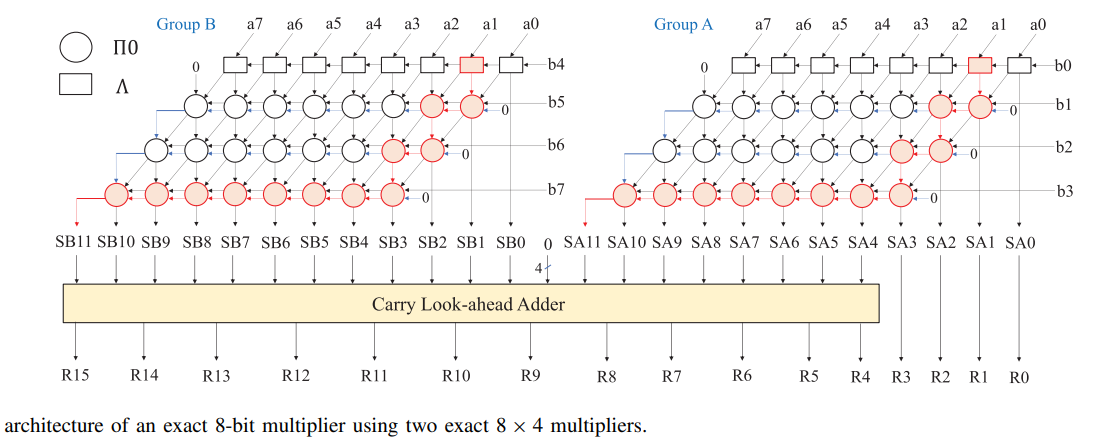 Group B a7 a6 a5 a4 a3 a2 a1 a0 Group A a7 a6 a5 a4 a3 a2 a1 a0
Π0
0 b4 0 b0
Λ
b5 0 b1 0
b6 0 b2 0
b7 0 b3 0
SB11 SB10 SB9 SB8 SB7 SB6 SB5 SB4 SB3 SB2 SB1 SB0 0 SA11 SA10 SA9 SA8 SA7 SA6 SA5 SA4 SA3 SA2 SA1 SA0
4
Carry Look-ahead Adder
R15 R14 R13 R12 R11 R10 R9 R8 R7 R6 R5 R4 R3 R2 R1 R0
architecture of an exact 8-bit multiplier using two exact 8 × 4 multipliers.